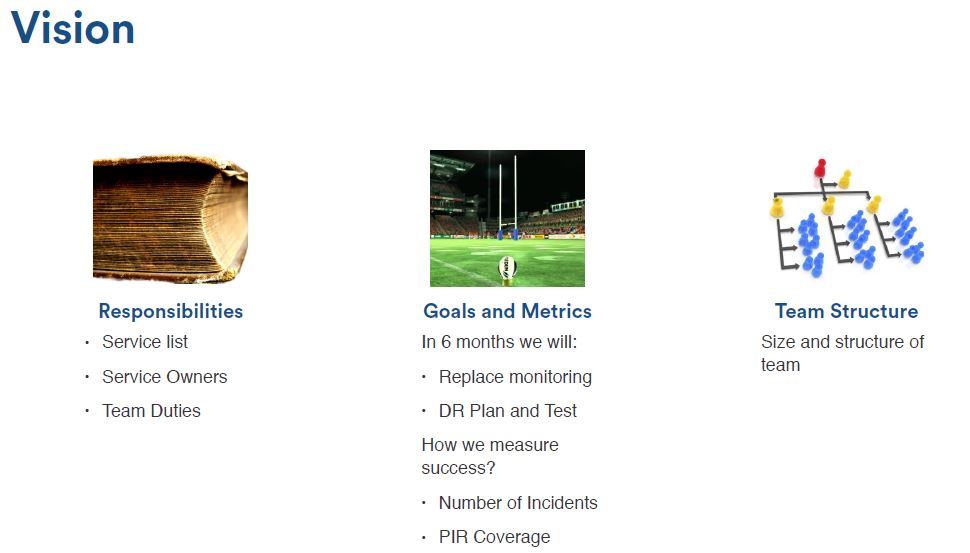 Vision
Responsibilities
• Service list
• Service Owners
• Team Duties
Goals and Metrics
In 6 months we will:
• Replace monitoring
• DR Plan and Test
How we measure
success?
• Number of Incidents
• PIR Coverage
Team Structure
Size and structure of
team